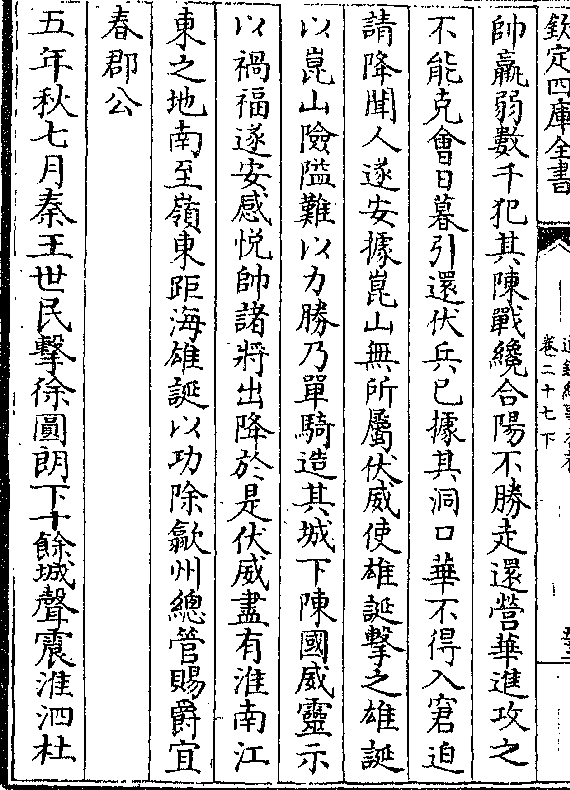 欽定四庫全書
卷二十七下
帥羸弱數千犯其陳戰纔合陽不勝走還營華進攻之
不能克會日暮引還伏兵已據其洞口華不得入窘迫
請降聞人遂安據崑山無所屬伏威使雄誕擊之雄誕
以崑山險隘難以力勝乃單騎造其城下陳國威靈示
以禍福遂安感悅帥諸將出降於是伏威盡有淮南江
東之地南至嶺東距海雄誕以功除歙州總管賜爵宜
春郡公
五年秋七月秦王世民擊徐圓朗下十餘城聲震淮泗杜